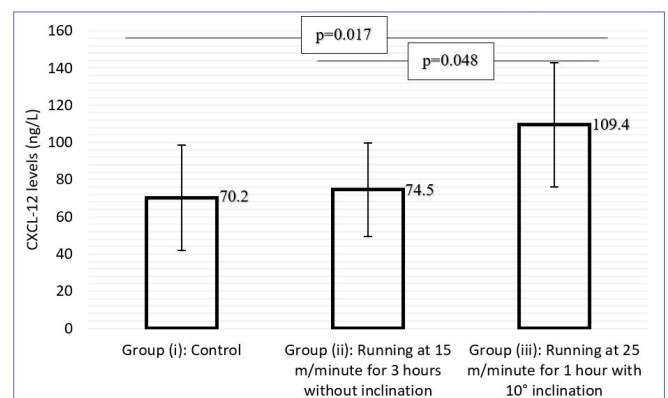 160
p=0.017
140
p=0.048
120
109.4
100
80
74.5
70.2
60
40
20
0
CXCL-12 levels (ng/L)
Group (i): Control
Group (ii): Running at 15
m/minute for 3 hours
without inclination
Group (iii): Running at 25
m/minute for 1 hour with
10° inclination